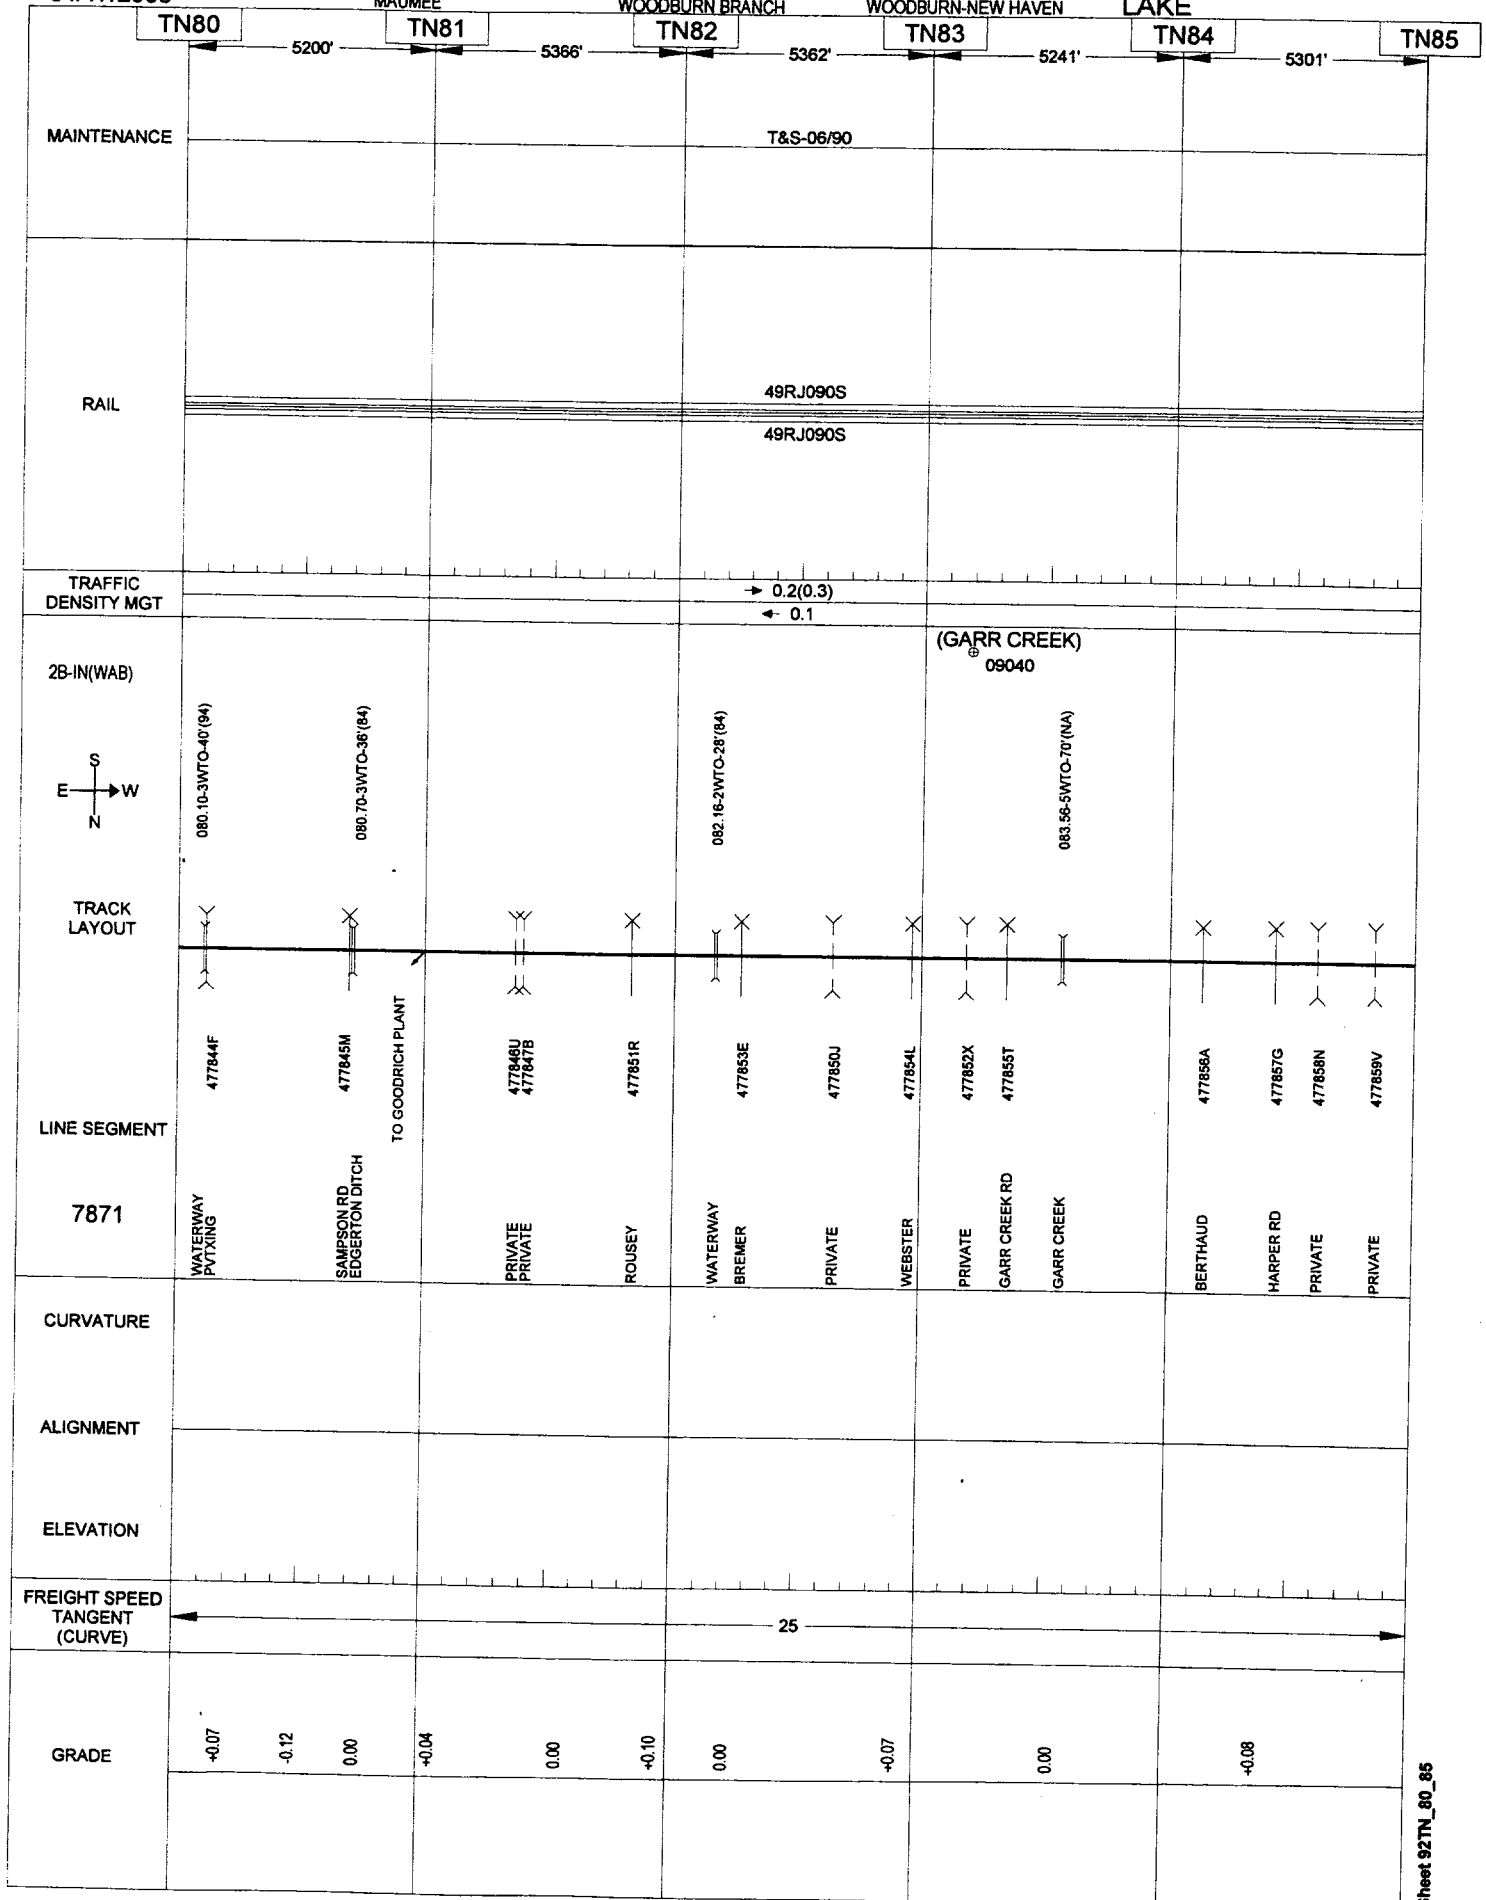 MAUMEE WOODBURN BRANCH WOODBURN-NEW HAVEN LAKE
TN80 TN81 TN82 TN83 TN84 TN85
5200' 5366' 5362' 5241' 5301'
MAINTENANCE
T&S-06/90
RAIL
49RJ090S
49RJ090S
TRAFFIC
DENSITY MGT
0.2(0.3)
0.1
2B-IN(WAB)
(GARR CREEK)
09040
S
E W
N
080.10-3WTO-40'(94)
080.70-3WTO-36'(84)
082.16-2WTO-28'(84)
083.56-5WTO-70'(NA)
TRACK
LAYOUT
477844F
477845M
TO GOODRICH PLANT
477846U
477847B
477851R
477853E
477850J
477854L
477852X
477855T
477856A
477857G
477858N
477859V
LINE SEGMENT
7871
WATERWAY
PVTXING
SAMPSON RD
EDGERTON DITCH
PRIVATE
PRIVATE
ROUSEY
WATERWAY
BREMER
PRIVATE
WEBSTER
PRIVATE
GARR CREEK RD
GARR CREEK
BERTHAUD
HARPER RD
PRIVATE
PRIVATE
CURVATURE
ALIGNMENT
ELEVATION
FREIGHT SPEED
TANGENT
(CURVE)
25
GRADE
+0.07
-0.12
0.00
+0.04
0.00
+0.10
0.00
+0.07
0.00
+0.08
Sheet 92TN_80_85